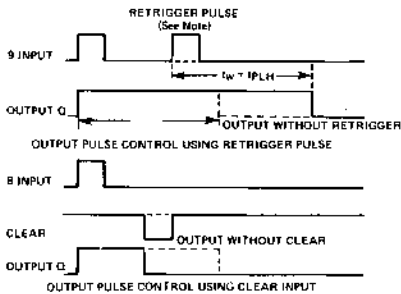 RETRIGGER PULSE
(See Note)
B INPUT
tw + tPLH
OUTPUT Q
OUTPUT WITHOUT RETRIGGER
OUTPUT PULSE CONTROL USING RETRIGGER PULSE
B INPUT
CLEAR
OUTPUT WITHOUT CLEAR
OUTPUT Q
OUTPUT PULSE CONTROL USING CLEAR INPUT